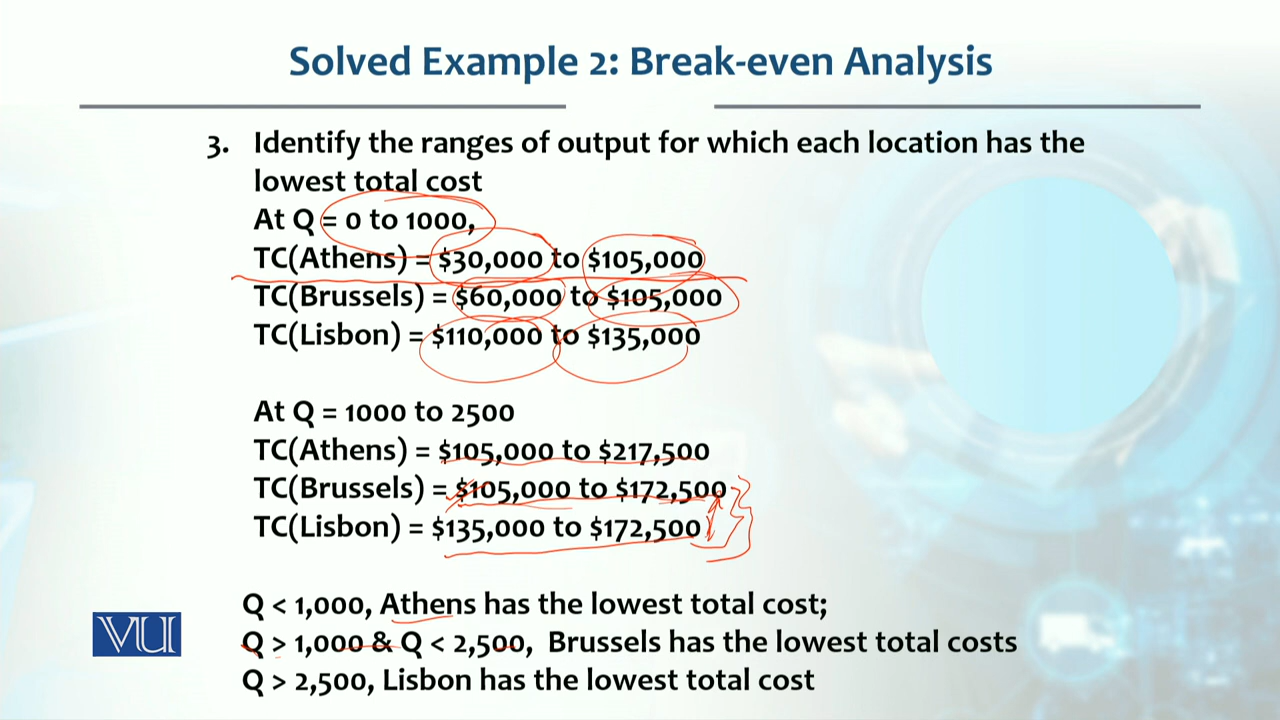 Solved Example 2: Break-even Analysis
3. Identify the ranges of output for which each location has the
lowest total cost
At Q = 0 to 1000,
TC(Athens) = $30,000 to $105,000
TC(Brussels) = $60,000 to $105,000
TC(Lisbon) = $110,000 to $135,000
At Q = 1000 to 2500
TC(Athens) = $105,000 to $217,500
TC(Brussels) = $105,000 to $172,500
TC(Lisbon) = $135,000 to $172,500
Q < 1,000, Athens has the lowest total cost;
Q > 1,000 & Q < 2,500, Brussels has the lowest total costs
Q > 2,500, Lisbon has the lowest total cost
VU